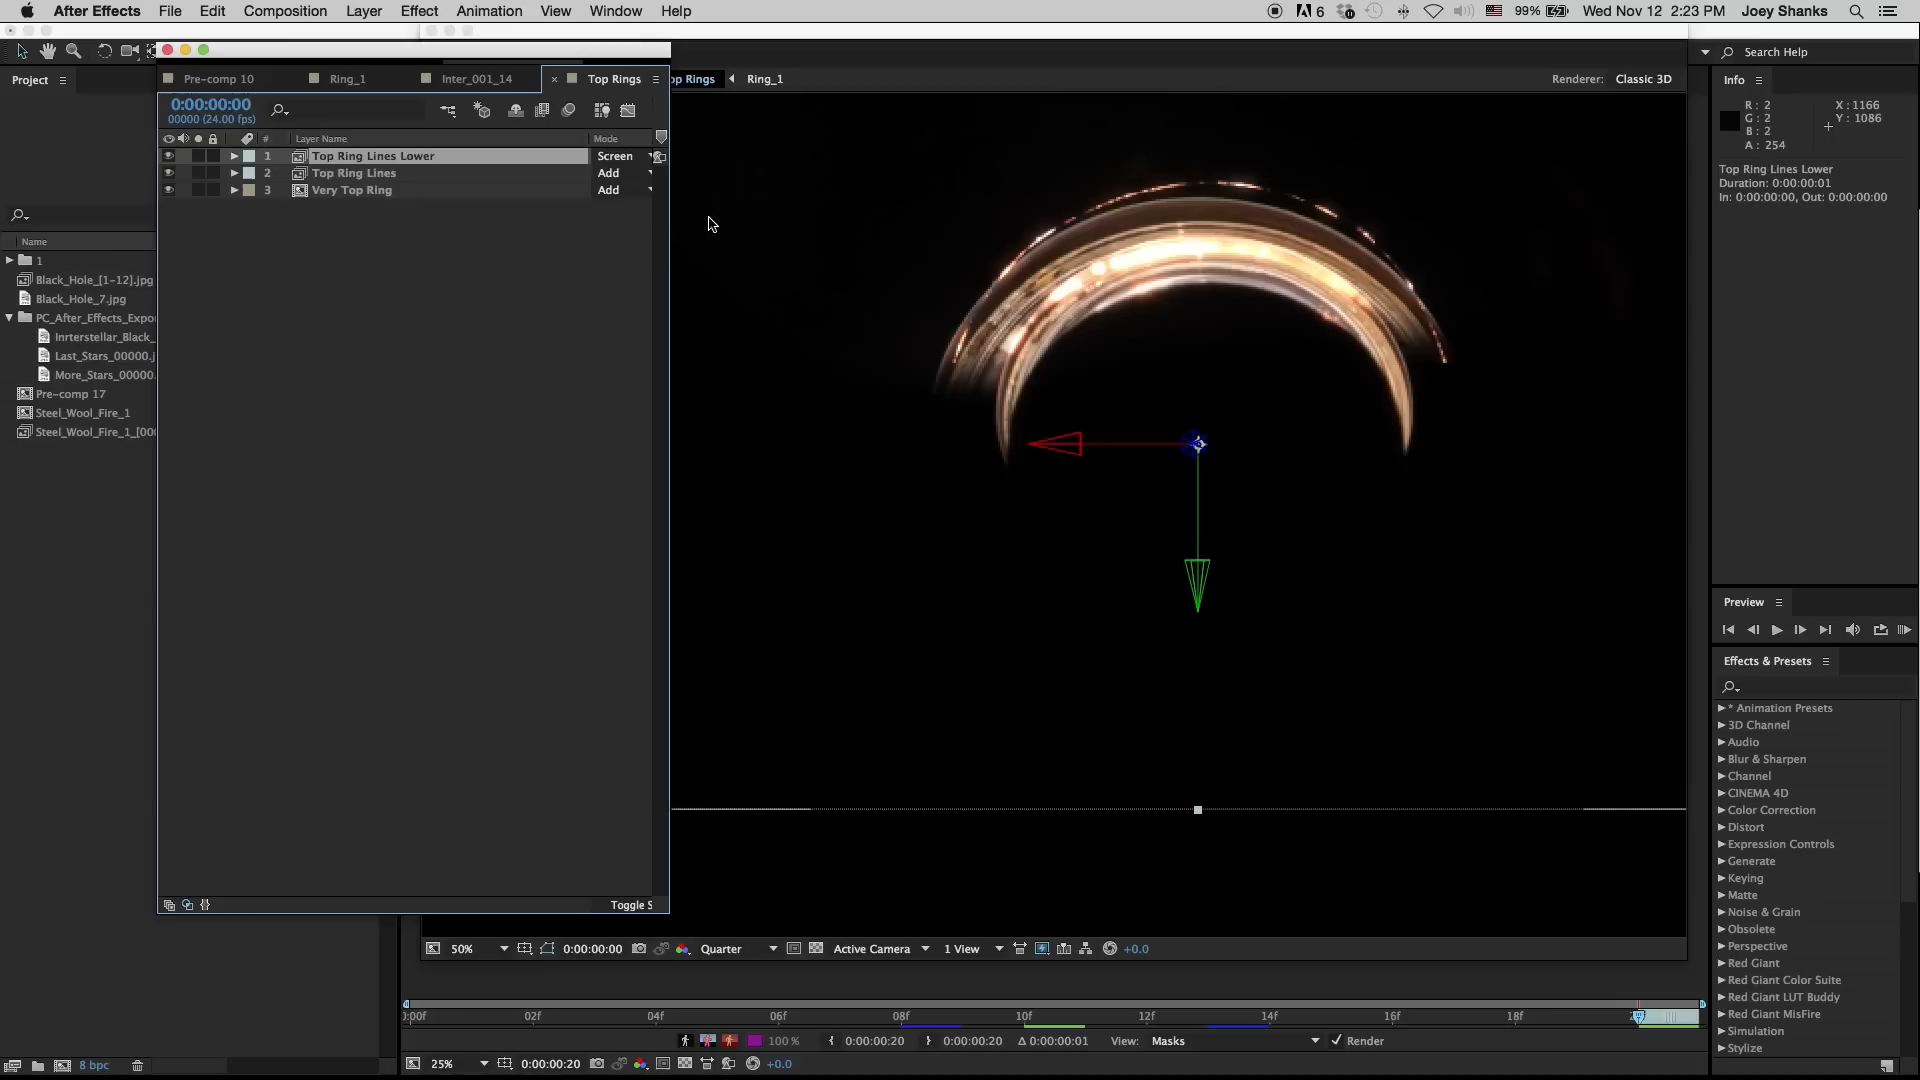 After Effects File Edit Composition Layer Effect Animation View Window Help
6 99% Wed Nov 12 2:23 PM Joey Shanks
Search Help
Project
Pre-comp 10 Ring_1 Inter_001_14 × Top Rings
op Rings Ring_1
Renderer: Classic 3D
Info
0:00:00:00
00000 (24.00 fps)
R: 2
G: 2
B: 2
A: 254
X: 1166
Y: 1086
# Layer Name Mode
1 Top Ring Lines Lower Screen
2 Top Ring Lines Add
3 Very Top Ring Add
Top Ring Lines Lower
Duration: 0:00:00:01
In: 0:00:00:00, Out: 0:00:00:00
Name
1
Black_Hole_[1-12].jpg
Black_Hole_7.jpg
PC_After_Effects_Expo
Inrterstellar_Black_
Last_Stars_00000.j
More_Stars_00000.
Pre-comp 17
Steel_Wool_Fire_1
Steel_Wool_Fire_1_[00
Preview
Effects & Presets
* Animation Presets
3D Channel
Audio
Blur & Sharpen
Channel
CINEMA 4D
Color Correction
Distort
Expression Controls
Generate
Keying
Matte
Noise & Grain
Obsolete
Perspective
Red Giant
Red Giant Color Suite
Red Giant LUT Buddy
Red Giant MisFire
Simulation
Stylize
Toggle S
50% 0:00:00:00 Quarter Active Camera 1 View +0.0
:00f 02f 04f 06f 08f 10f 12f 14f 16f 18f
100 % 0:00:00:20 0:00:00:20 Δ 0:00:00:01 View: Masks Render
8 bpc
25% 0:00:00:20 +0.0